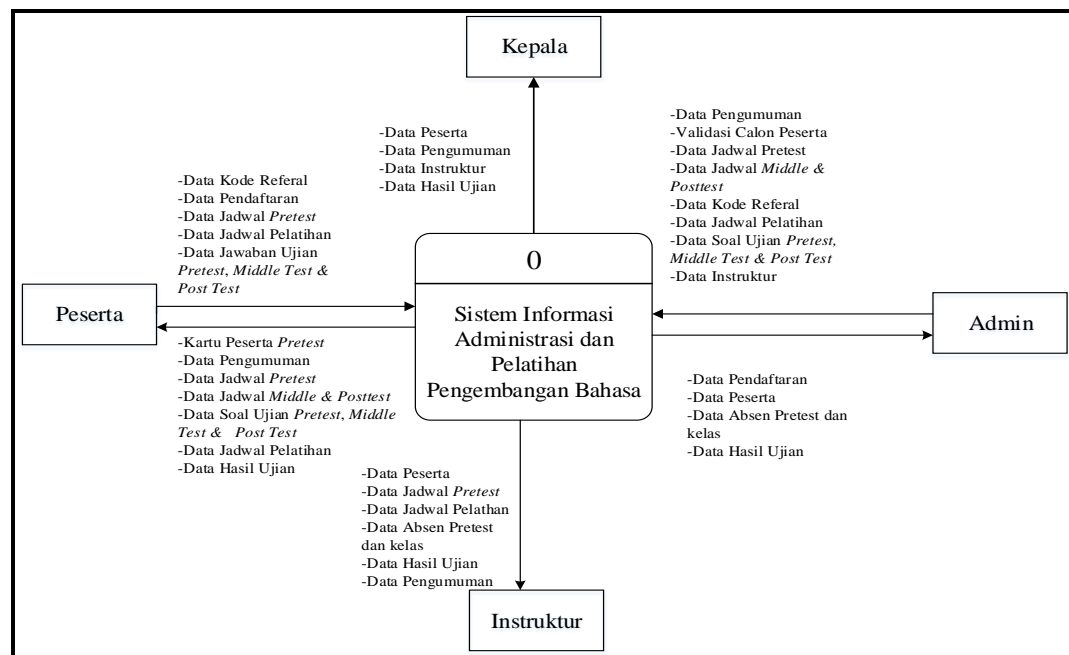 Kepala
-Data Peserta
-Data Pengumuman
-Data Instruktur
-Data Hasil Ujian
-Data Pengumuman
-Validasi Calon Peserta
-Data Jadwal Pretest
-Data Jadwal Middle &
Posttest
-Data Kode Referal
-Data Jadwal Pelatihan
-Data Soal Ujian Pretest,
Middle Test & Post Test
-Data Instruktur
-Data Kode Referal
-Data Pendaftaran
-Data Jadwal Pretest
-Data Jadwal Pelatihan
-Data Jawaban Ujian
Pretest, Middle Test &
Post Test
0
Sistem Informasi
Administrasi dan
Pelatihan
Pengembangan Bahasa
Peserta
Admin
-Kartu Peserta Pretest
-Data Pengumuman
-Data Jadwal Pretest
-Data Jadwal Middle & Posttest
-Data Soal Ujian Pretest, Middle
Test & Post Test
-Data Jadwal Pelatihan
-Data Hasil Ujian
-Data Pendaftaran
-Data Peserta
-Data Absen Pretest dan
kelas
-Data Hasil Ujian
-Data Peserta
-Data Jadwal Pretest
-Data Jadwal Pelathan
-Data Absen Pretest
dan kelas
-Data Hasil Ujian
-Data Pengumuman
Instruktur